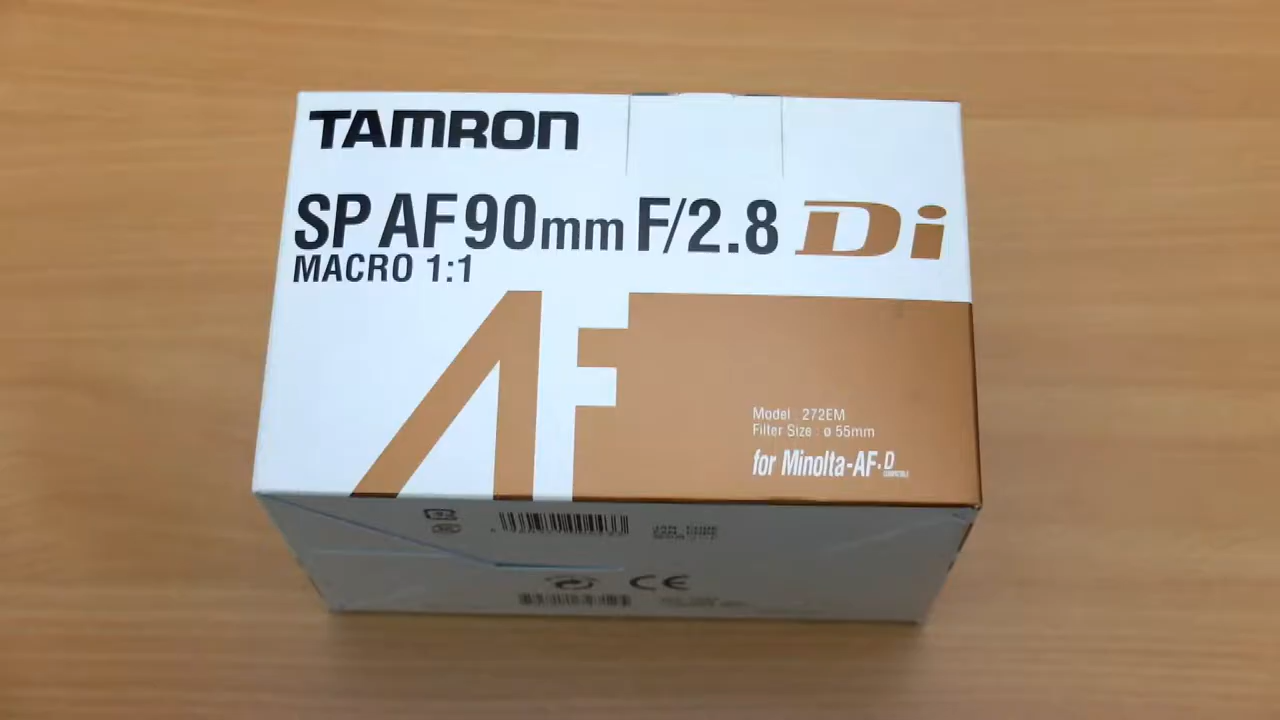 TAMRON
SP AF 90mm F/2.8 Di
MACRO 1:1
AF
Model : 272EM
Filter Size : ø 55mm
for Minolta-AF-D
COMPATIBLE
CE